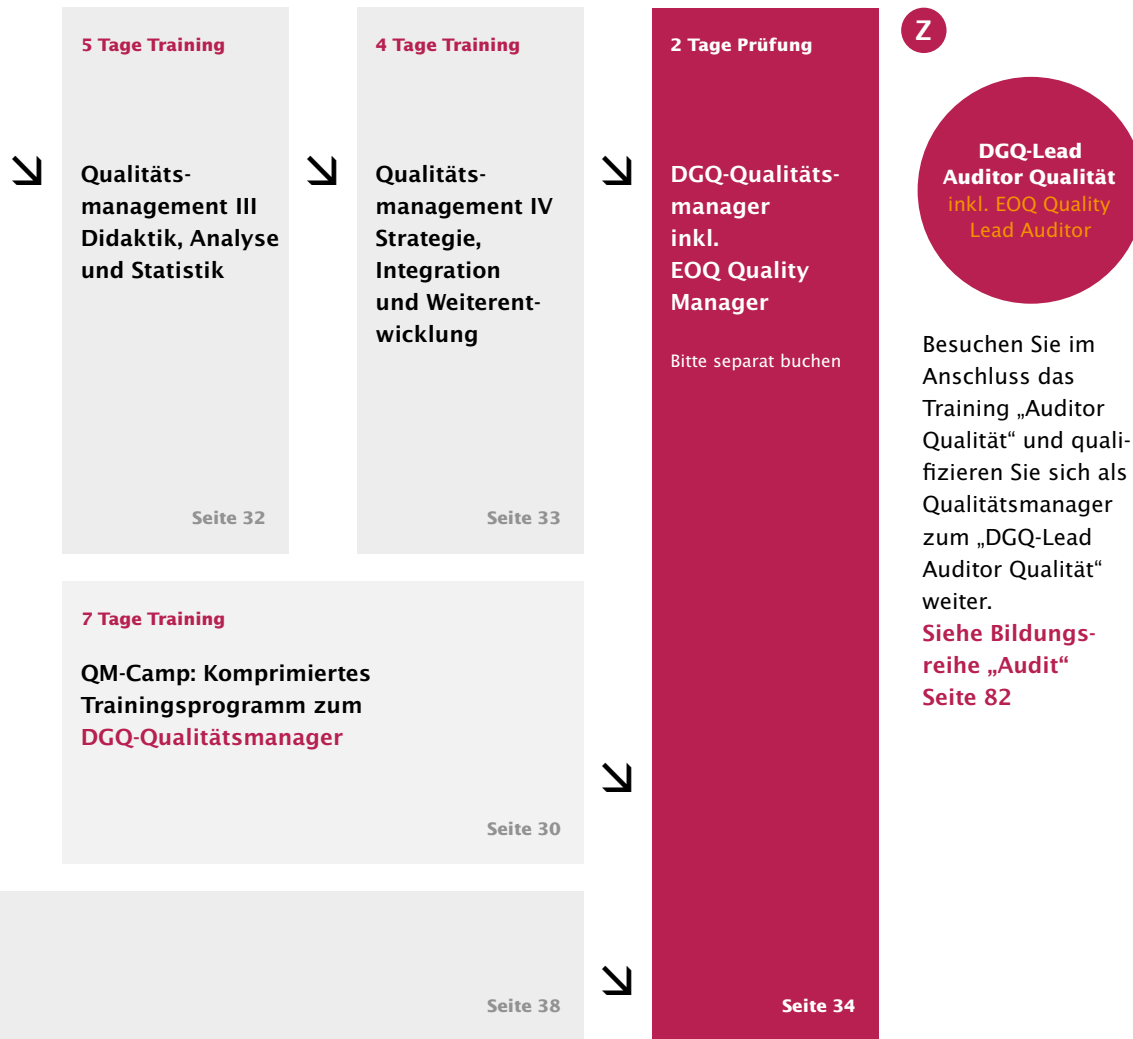 5 Tage Training
Qualitäts-
management III
Didaktik, Analyse
und Statistik
Seite 32
4 Tage Training
Qualitäts-
management IV
Strategie,
Integration
und Weiterent-
wicklung
Seite 33
7 Tage Training
QM-Camp: Komprimiertes
Trainingsprogramm zum
DGQ-Qualitätsmanager
Seite 30
Seite 38
2 Tage Prüfung
DGQ-Qualitäts-
manager
inkl.
EOQ Quality
Manager
Bitte separat buchen
Seite 34
Z
DGQ-Lead
Auditor Qualität
inkl. EOQ Quality
Lead Auditor
Besuchen Sie im
Anschluss das
Training „Auditor
Qualität“ und quali-
fizieren Sie sich als
Qualitätsmanager
zum „DGQ-Lead
Auditor Qualität“
weiter.
Siehe Bildungs-
reihe „Audit“
Seite 82